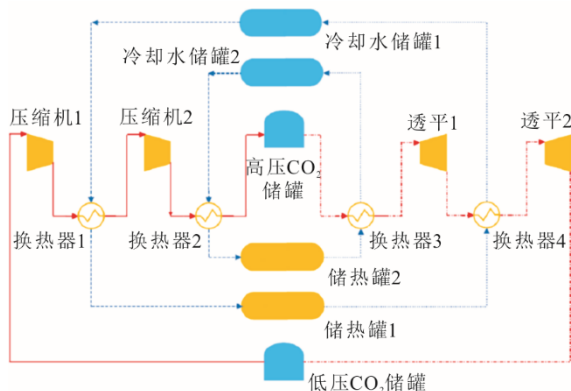 冷却水储罐1
冷却水储罐2
压缩机1
压缩机2
透平1
透平2
高压CO₂
储罐
换热器1
换热器2
换热器3
换热器4
储热罐2
储热罐1
低压CO₂储罐